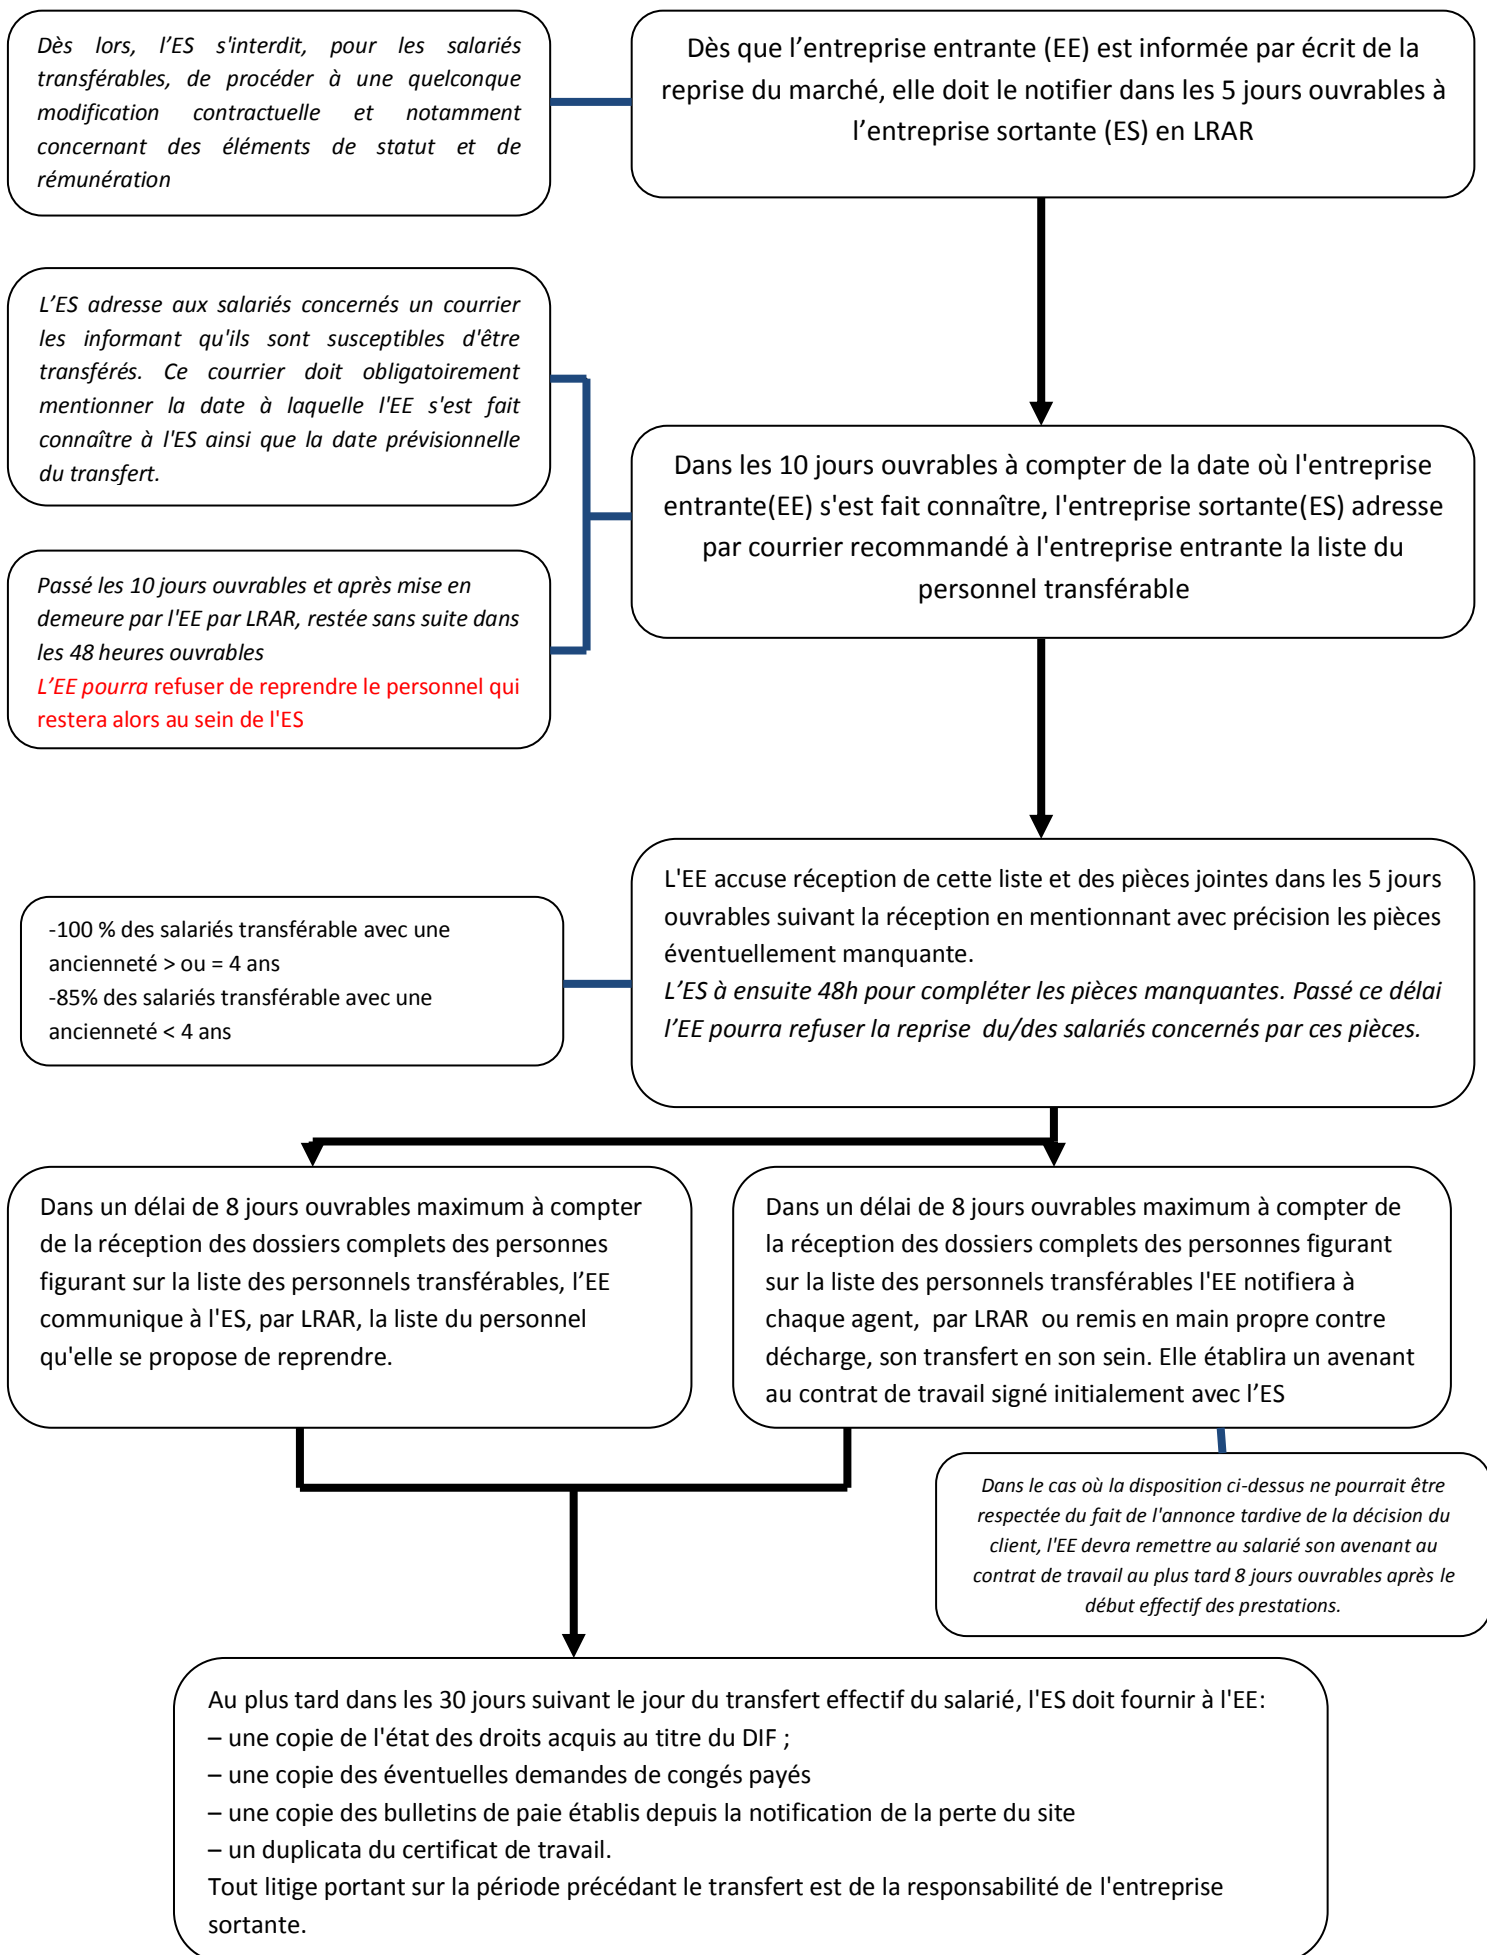 Dès lors, l’ES s'interdit, pour les salariés
transférables, de procéder à une quelconque
modification contractuelle et notamment
concernant des éléments de statut et de
rémunération
Dès que l’entreprise entrante (EE) est informée par écrit de la
reprise du marché, elle doit le notifier dans les 5 jours ouvrables à
l’entreprise sortante (ES) en LRAR
L’ES adresse aux salariés concernés un courrier
les informant qu'ils sont susceptibles d'être
transférés. Ce courrier doit obligatoirement
mentionner la date à laquelle l'EE s'est fait
connaître à l'ES ainsi que la date prévisionnelle
du transfert.
Dans les 10 jours ouvrables à compter de la date où l'entreprise
entrante(EE) s'est fait connaître, l'entreprise sortante(ES) adresse
par courrier recommandé à l'entreprise entrante la liste du
personnel transférable
Passé les 10 jours ouvrables et après mise en
demeure par l'EE par LRAR, restée sans suite dans
les 48 heures ouvrables
L’EE pourra refuser de reprendre le personnel qui
restera alors au sein de l'ES
L'EE accuse réception de cette liste et des pièces jointes dans les 5 jours
ouvrables suivant la réception en mentionnant avec précision les pièces
éventuellement manquante.
L’ES à ensuite 48h pour compléter les pièces manquantes. Passé ce délai
l’EE pourra refuser la reprise du/des salariés concernés par ces pièces.
-100 % des salariés transférable avec une
ancienneté > ou = 4 ans
-85% des salariés transférable avec une
ancienneté < 4 ans
Dans un délai de 8 jours ouvrables maximum à compter
de la réception des dossiers complets des personnes
figurant sur la liste des personnels transférables, l’EE
communique à l'ES, par LRAR, la liste du personnel
qu'elle se propose de reprendre.
Dans un délai de 8 jours ouvrables maximum à compter de
la réception des dossiers complets des personnes figurant
sur la liste des personnels transférables l'EE notifiera à
chaque agent, par LRAR ou remis en main propre contre
décharge, son transfert en son sein. Elle établira un avenant
au contrat de travail signé initialement avec l’ES
Dans le cas où la disposition ci-dessus ne pourrait être
respectée du fait de l'annonce tardive de la décision du
client, l'EE devra remettre au salarié son avenant au
contrat de travail au plus tard 8 jours ouvrables après le
début effectif des prestations.
Au plus tard dans les 30 jours suivant le jour du transfert effectif du salarié, l'ES doit fournir à l'EE:
– une copie de l'état des droits acquis au titre du DIF ;
– une copie des éventuelles demandes de congés payés
– une copie des bulletins de paie établis depuis la notification de la perte du site
– un duplicata du certificat de travail.
Tout litige portant sur la période précédant le transfert est de la responsabilité de l'entreprise
sortante.